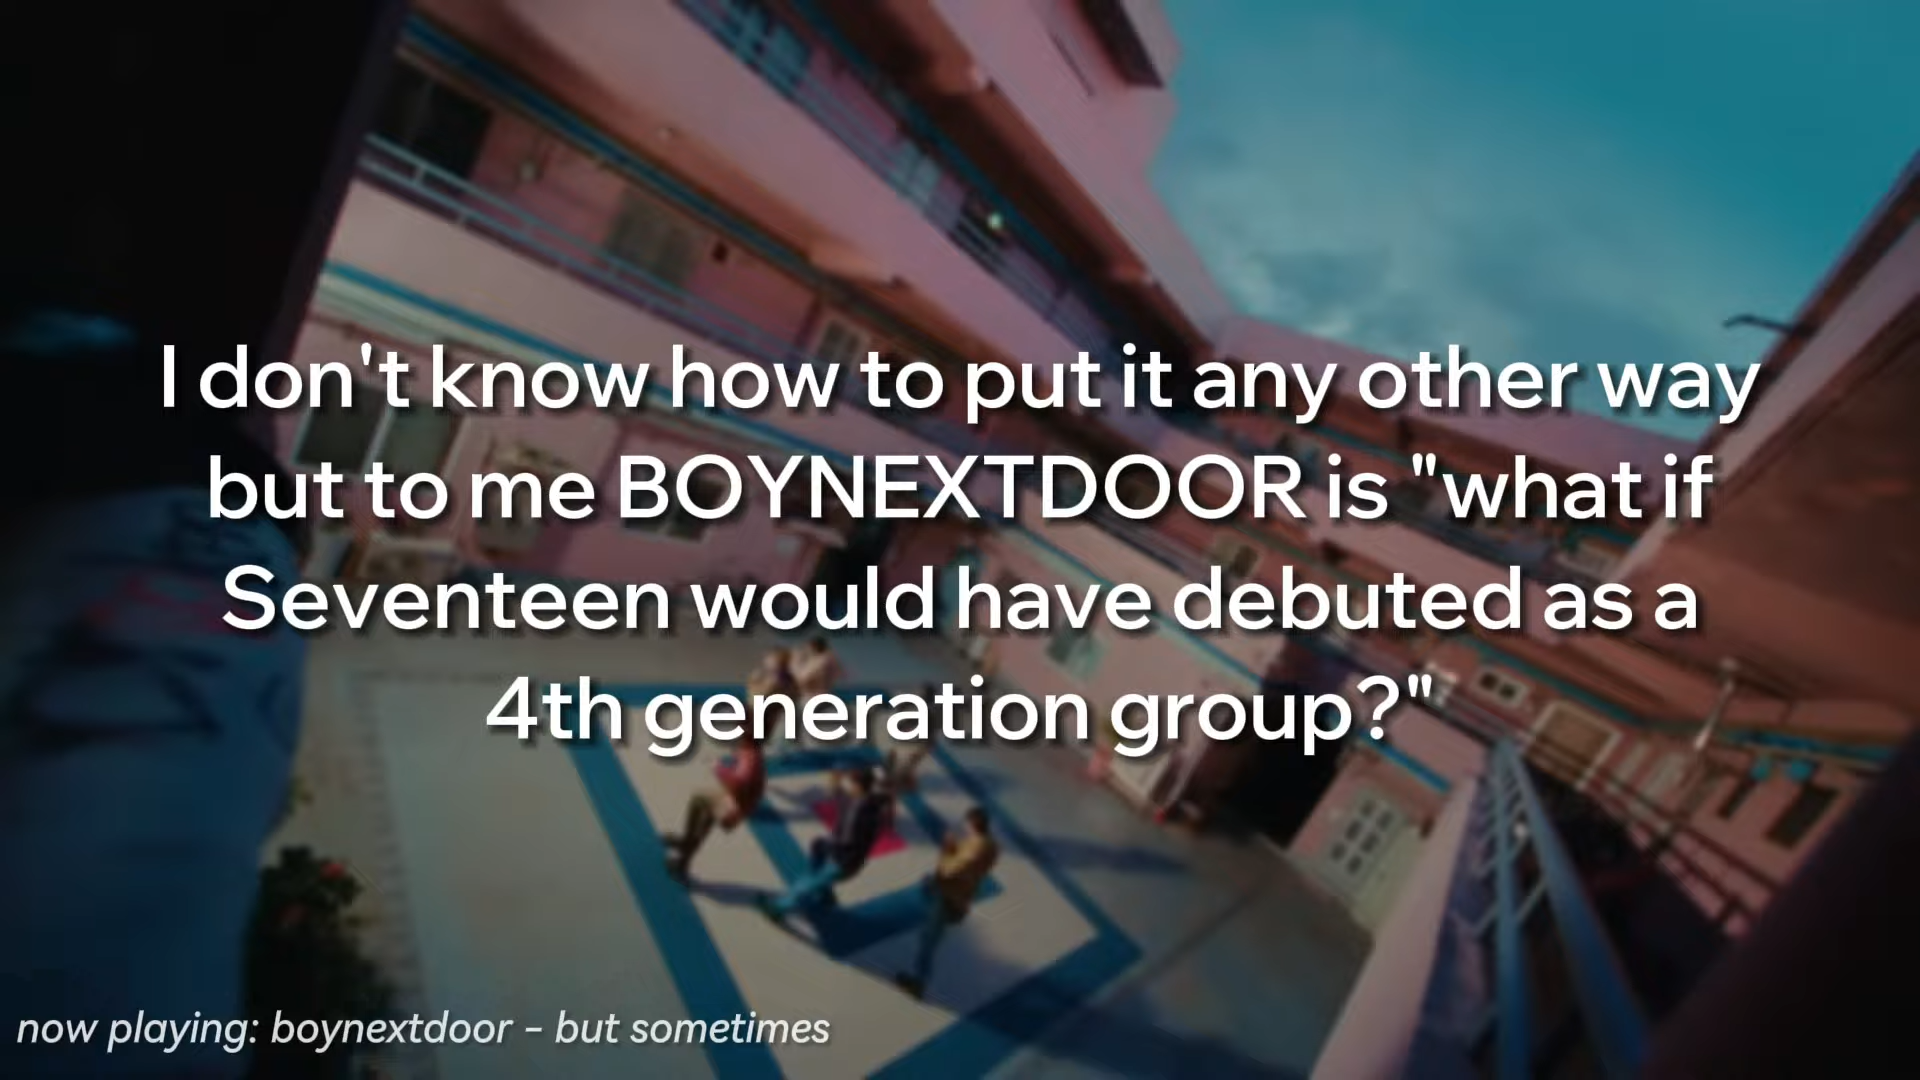 I don't know how to put it any other way
but to me BOYNEXTDOOR is "what if
Seventeen would have debuted as a
4th generation group?"
now playing: boynextdoor - but sometimes